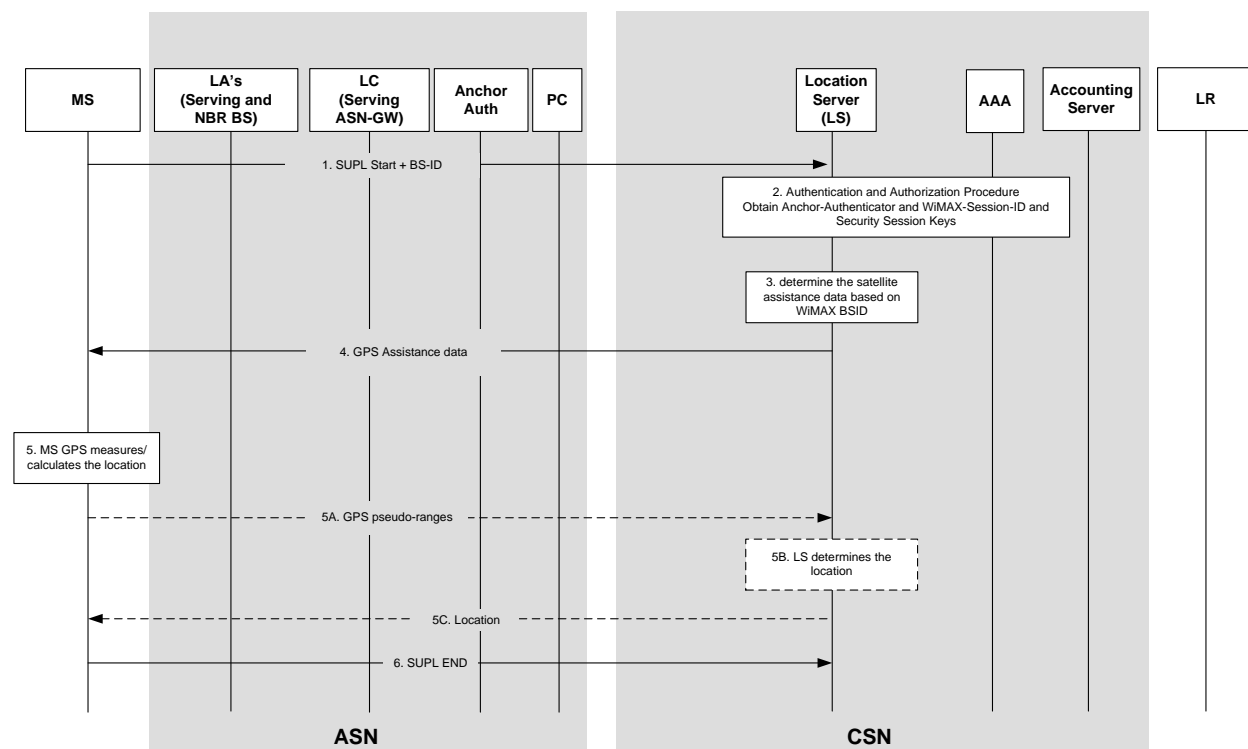 MS
LA's
(Serving and
NBR BS)
LC
(Serving
ASN-GW)
Anchor
Auth
PC
Location
Server
(LS)
AAA
Accounting
Server
LR
1. SUPL Start + BS-ID
2. Authentication and Authorization Procedure
Obtain Anchor-Authenticator and WiMAX-Session-ID and
Security Session Keys
3. determine the satellite
assistance data based on
WiMAX BSID
4. GPS Assistance data
5. MS GPS measures/
calculates the location
5A. GPS pseudo-ranges
5B. LS determines the
location
5C. Location
6. SUPL END
ASN
CSN